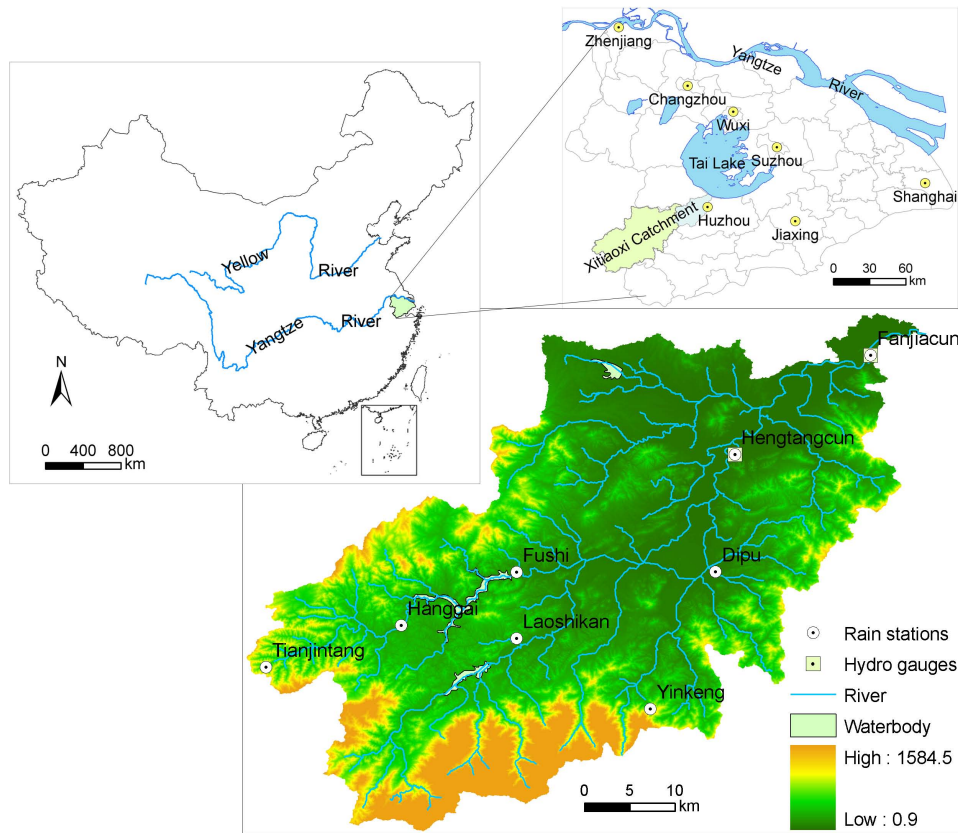 Yellow
River
Yangtze
River
N
0 400 800
km
Zhenjiang
Yangtze
River
Changzhou
Wuxi
Tai Lake
Suzhou
Shanghai
Xitiaoxi Catchment
Huzhou
Jiaxing
0 30 60
km
Fanjiacun
Hengtangcun
Fushi
Dipu
Hanggai
Laoshikan
Tianjintang
Yinkeng
0 5 10
km
Rain stations
Hydro gauges
River
Waterbody
High : 1584.5
Low : 0.9